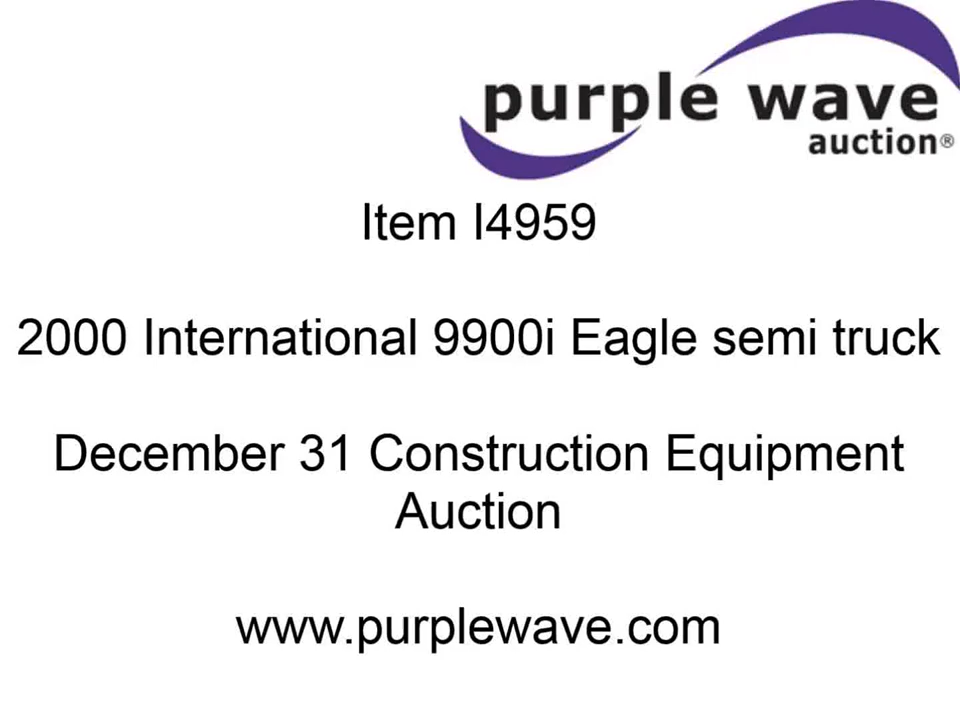 purple wave
auction®
Item I4959
2000 International 9900i Eagle semi truck
December 31 Construction Equipment
Auction
www.purplewave.com